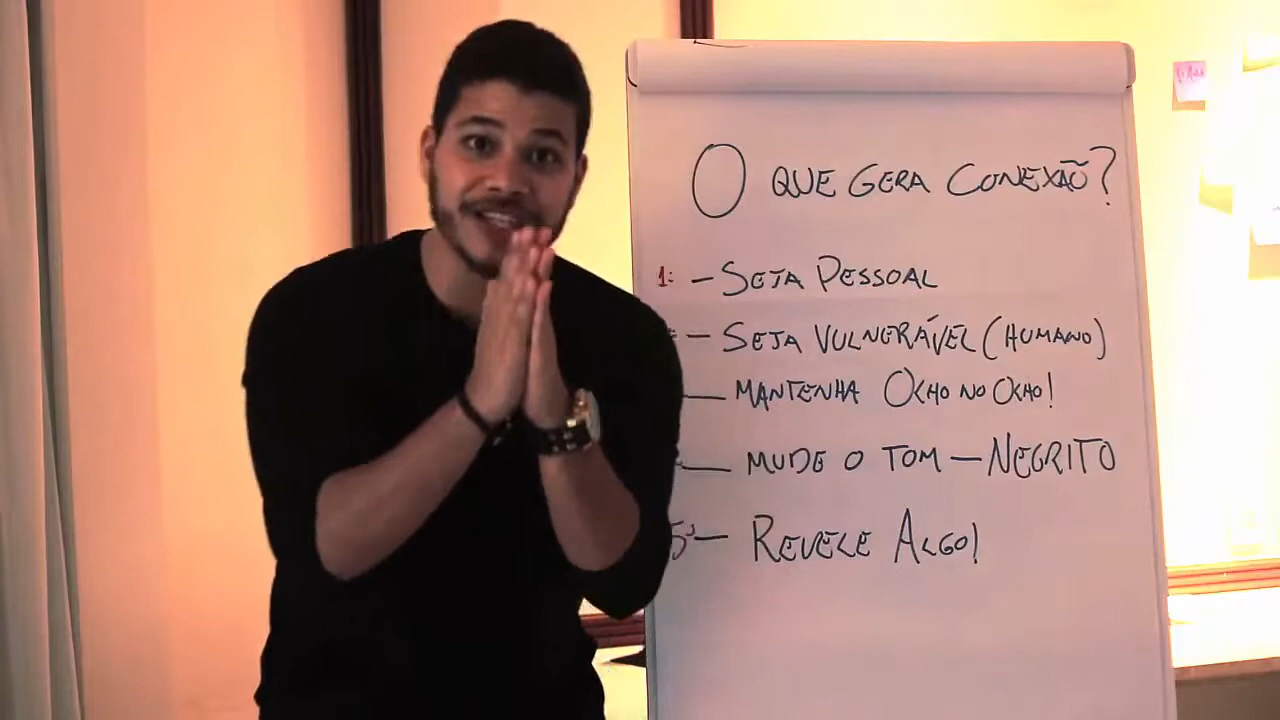 O QUE GERA CONEXÃO?
1: - SEJA PESSOAL
- SEJA VULNERÁVEL (HUMANO)
- MANTENHA OLHO NO OLHO!
- MUDE O TOM - NEGRITO
5 - REVELE ALGO!